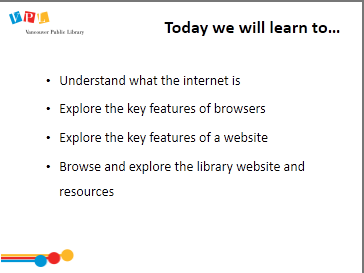 VPL
Vancouver Public Library
Today we will learn to...
• Understand what the internet is
• Explore the key features of browsers
• Explore the key features of a website
• Browse and explore the library website and
resources